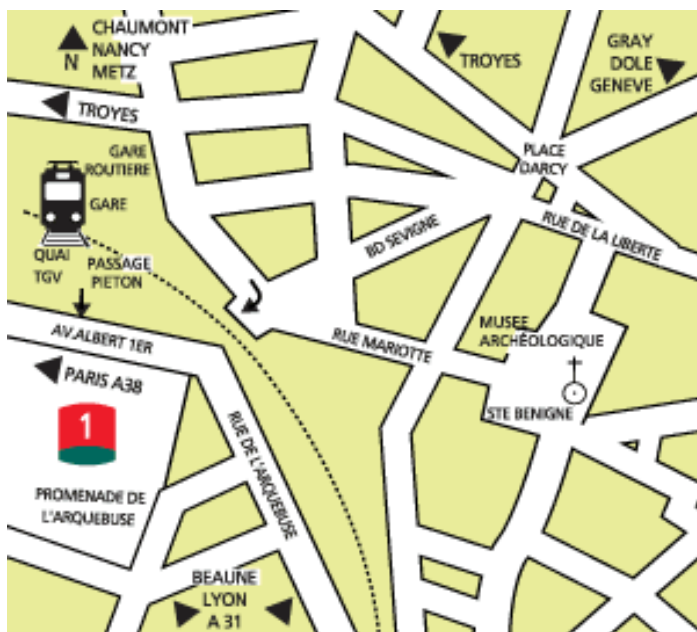 CHAUMONT
NANCY
METZ
N
TROYES
TROYES
GRAY
DOLE
GENEVE
GARE
ROUTIERE
GARE
QUAI
TGV
PASSAGE
PIETON
PLACE
DARCY
BD SEVIGNE
RUE DE LA LIBERTE
AV.ALBERT 1ER
RUE MARIOTTE
MUSEE
ARCHÉOLOGIQUE
PARIS A38
STE BENIGNE
1
RUE DE L'ARQUEBUSE
PROMENADE DE
L'ARQUEBUSE
BEAUNE
LYON
A 31